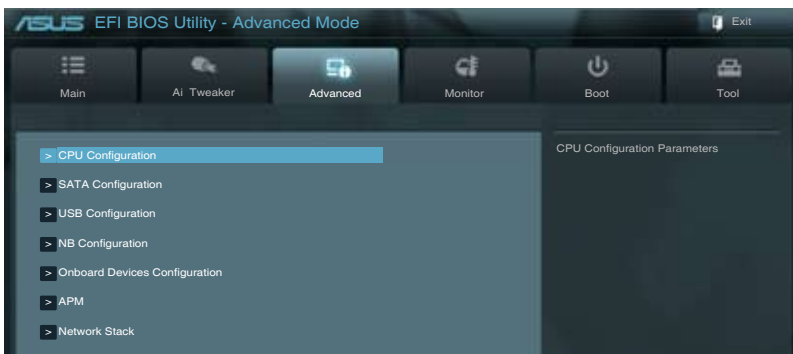 ASUS EFI BIOS Utility - Advanced Mode
Exit
Main
Ai Tweaker
Advanced
Monitor
Boot
Tool
> CPU Configuration
> SATA Configuration
> USB Configuration
> NB Configuration
> Onboard Devices Configuration
> APM
> Network Stack
CPU Configuration Parameters